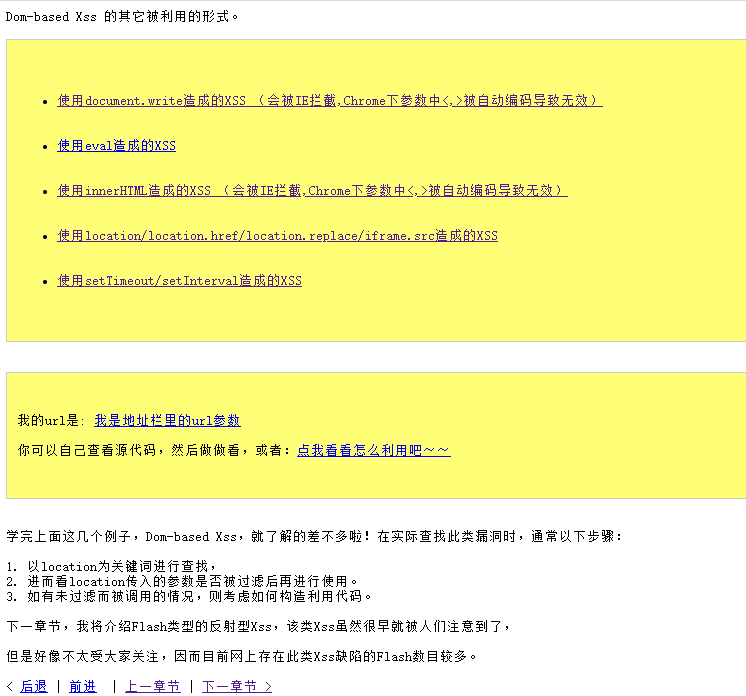 Dom-based Xss 的其它被利用的形式。
使用document.write造成的XSS （会被IE拦截,Chrome下参数中<,>被自动编码导致无效）
使用eval造成的XSS
使用innerHTML造成的XSS （会被IE拦截,Chrome下参数中<,>被自动编码导致无效）
使用location/location.href/location.replace/iframe.src造成的XSS
使用setTimeout/setInterval造成的XSS
我的url是: 我是地址栏里的url参数
你可以自己查看源代码，然后做做看，或者：点我看看怎么利用吧～～
学完上面这几个例子，Dom-based Xss，就了解的差不多啦！在实际查找此类漏洞时，通常以下步骤：
1. 以location为关键词进行查找，
2. 进而看location传入的参数是否被过滤后再进行使用。
3. 如有未过滤而被调用的情况，则考虑如何构造利用代码。
下一章节，我将介绍Flash类型的反射型Xss，该类Xss虽然很早就被人们注意到了，
但是好像不太受大家关注，因而目前网上存在此类Xss缺陷的Flash数目较多。
< 后退 | 前进  | 上一章节 | 下一章节 >